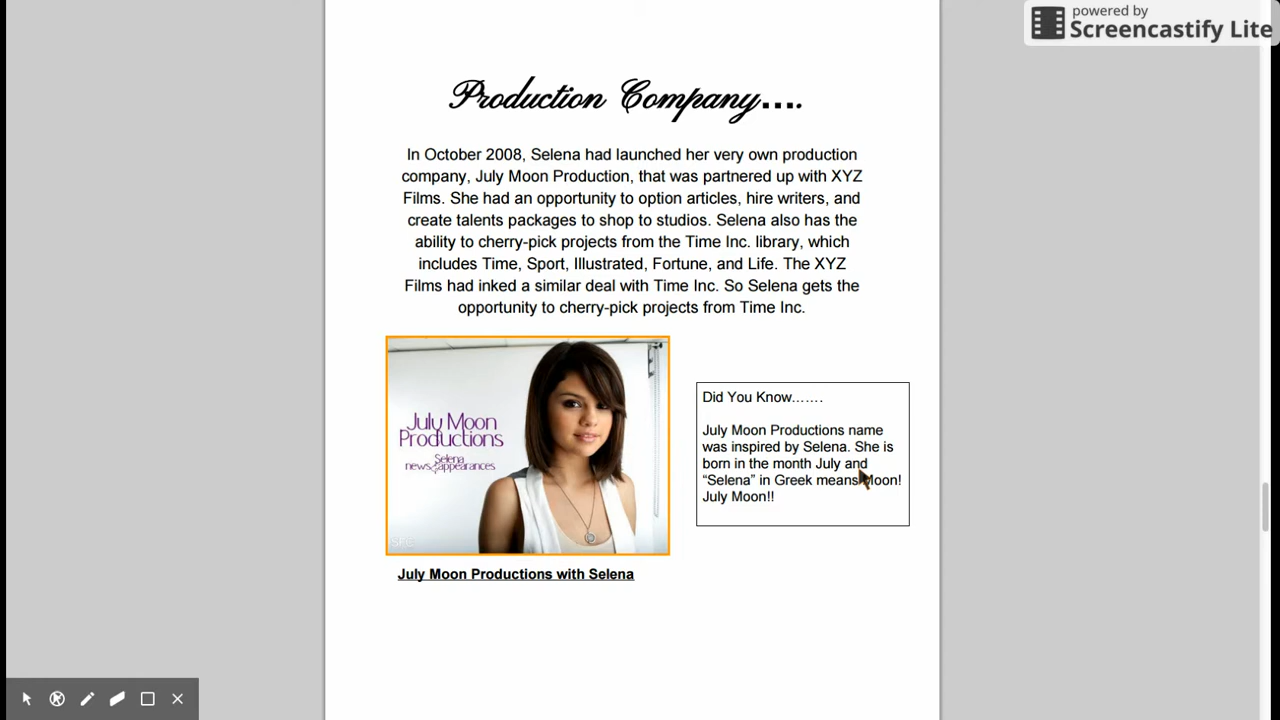 powered by
Screencastify Lite
Production Company....
In October 2008, Selena had launched her very own production
company, July Moon Production, that was partnered up with XYZ
Films. She had an opportunity to option articles, hire writers, and
create talents packages to shop to studios. Selena also has the
ability to cherry-pick projects from the Time Inc. library, which
includes Time, Sport, Illustrated, Fortune, and Life. The XYZ
Films had inked a similar deal with Time Inc. So Selena gets the
opportunity to cherry-pick projects from Time Inc.
July Moon
Productions
Selena
news&appearances
Did You Know.......
July Moon Productions name
was inspired by Selena. She is
born in the month July and
“Selena” in Greek means Moon!
July Moon!!
July Moon Productions with Selena